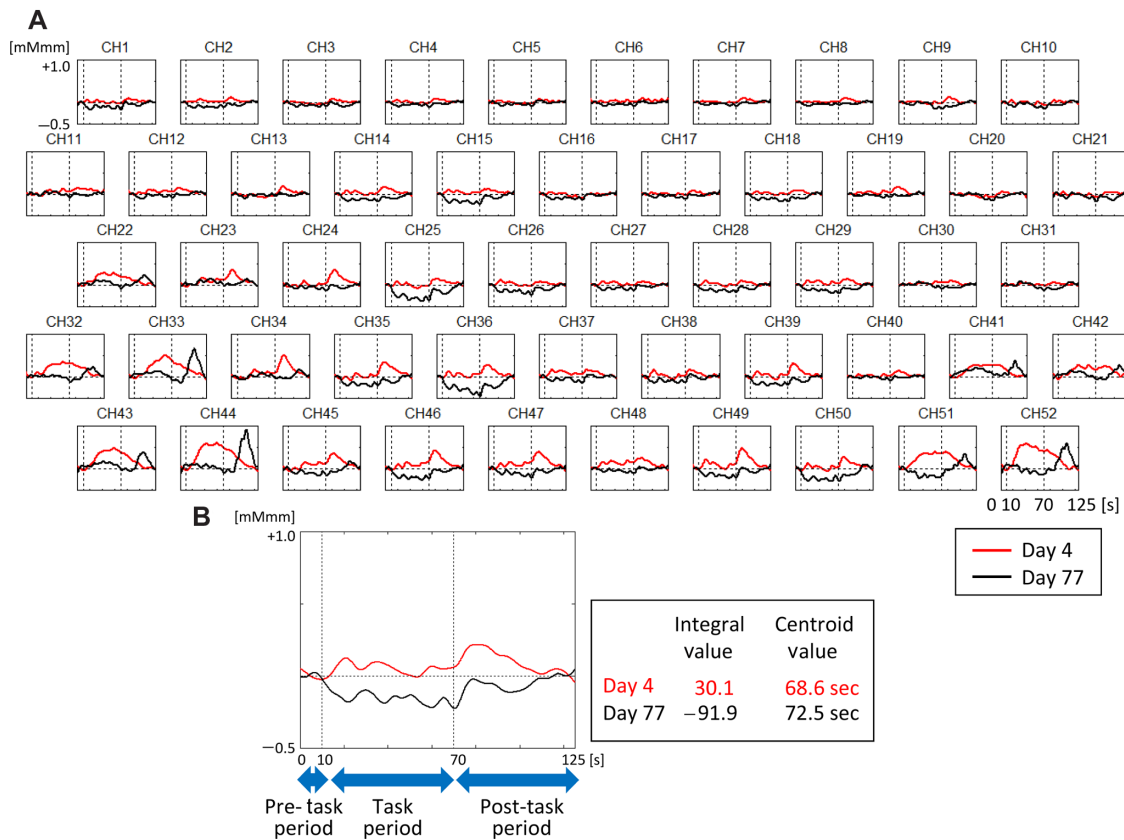 A
[mMmm]
CH1 CH2 CH3 CH4 CH5 CH6 CH7 CH8 CH9 CH10
+1.0
−0.5
CH11 CH12 CH13 CH14 CH15 CH16 CH17 CH18 CH19 CH20 CH21
CH22 CH23 CH24 CH25 CH26 CH27 CH28 CH29 CH30 CH31
CH32 CH33 CH34 CH35 CH36 CH37 CH38 CH39 CH40 CH41 CH42
CH43 CH44 CH45 CH46 CH47 CH48 CH49 CH50 CH51 CH52
0 10 70 125 [s]
Day 4
Day 77
B
[mMmm]
+1.0
−0.5
0 10 70 125 [s]
Pre- task period
Task period
Post-task period
Integral value Centroid value
Day 4 30.1 68.6 sec
Day 77 −91.9 72.5 sec